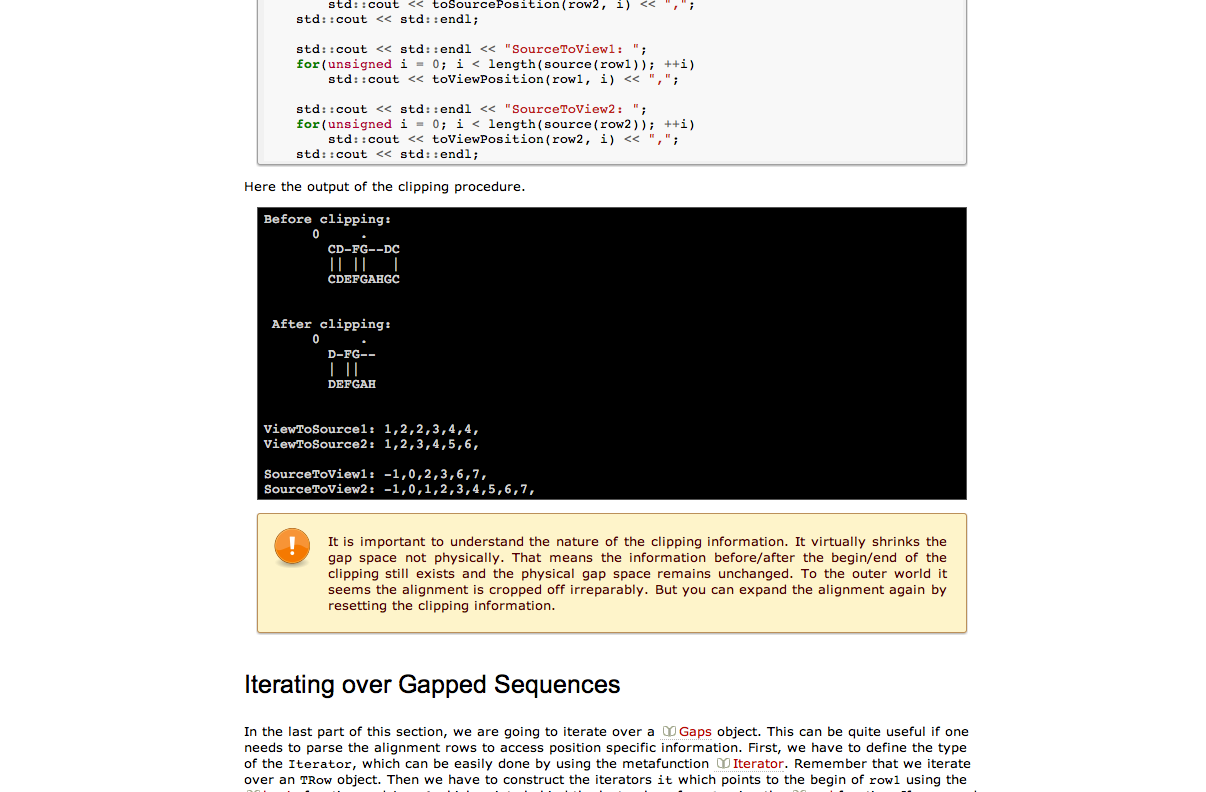 std::cout << toSourcePosition(row2, i) << ",";
std::cout << std::endl;
std::cout << std::endl << "SourceToView1: ";
for(unsigned i = 0; i < length(source(row1)); ++i)
std::cout << toViewPosition(row1, i) << ",";
std::cout << std::endl << "SourceToView2: ";
for(unsigned i = 0; i < length(source(row2)); ++i)
std::cout << toViewPosition(row2, i) << ",";
std::cout << std::endl;
Here the output of the clipping procedure.
Before clipping:
0     .
CD-FG--DC
|| ||   |
CDEFGAHGC
After clipping:
0     .
D-FG--
| ||
DEFGAH
ViewToSource1: 1,2,2,3,4,4,
ViewToSource2: 1,2,3,4,5,6,
SourceToView1: -1,0,2,3,6,7,
SourceToView2: -1,0,1,2,3,4,5,6,7,
It is important to understand the nature of the clipping information. It virtually shrinks the
gap space not physically. That means the information before/after the begin/end of the
clipping still exists and the physical gap space remains unchanged. To the outer world it
seems the alignment is cropped off irreparably. But you can expand the alignment again by
resetting the clipping information.
Iterating over Gapped Sequences
In the last part of this section, we are going to iterate over a Gaps object. This can be quite useful if one
needs to parse the alignment rows to access position specific information. First, we have to define the type
of the Iterator, which can be easily done by using the metafunction Iterator. Remember that we iterate
over an TRow object. Then we have to construct the iterators it which points to the begin of row1 using the